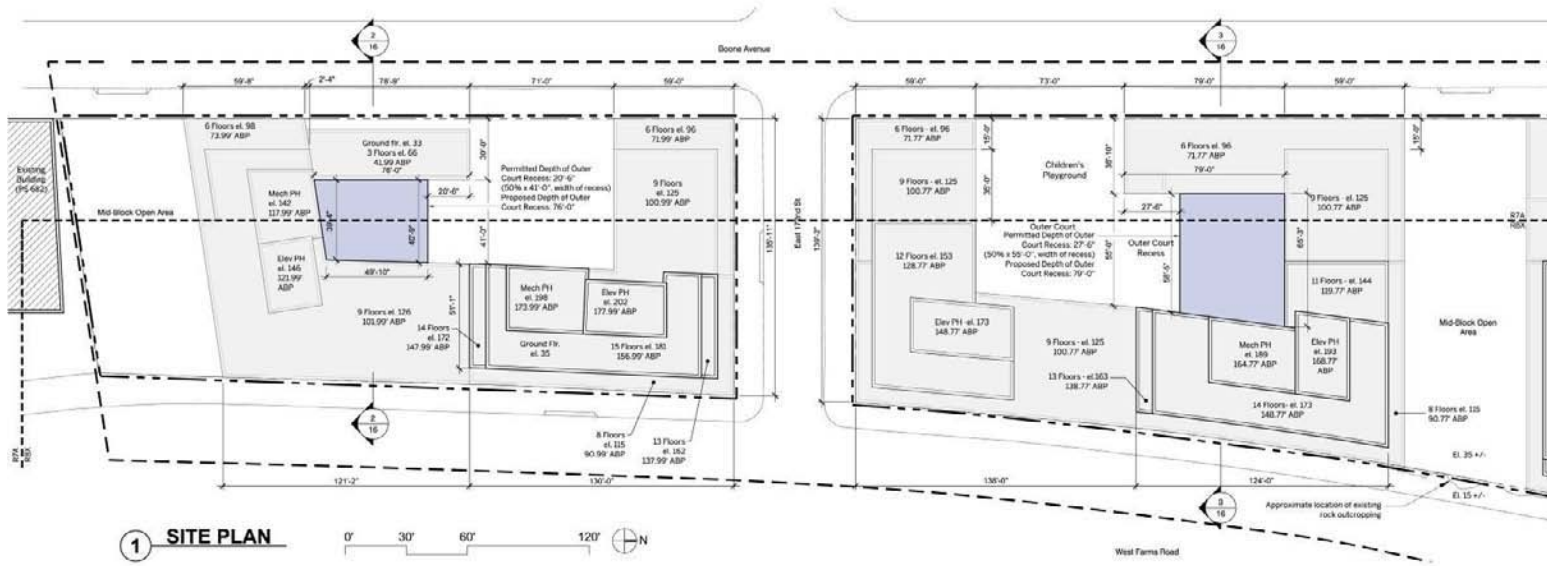 2
16
3
16
Boone Avenue
59'-8"
2'-4"
76'-9"
71'-0"
59'-0"
59'-0"
73'-0"
79'-0"
59'-0"
6 Floors el. 98
73.99' ABP
Ground flr. el. 33
3 Floors el. 66
41.99 ABP
76'-0"
30'-0"
Permitted Depth of Outer
Court Recess: 20'-6"
(50% x 41'-0", width of recess)
Proposed Depth of Outer
Court Recess: 76'-0"
20'-6"
6 Floors el. 96
71.99' ABP
9 Floors
el. 125
100.99' ABP
Existing
Building
(PS 682)
Mid-Block Open Area
Mech PH
el. 142
117.99' ABP
Elev PH
el. 146
121.99'
ABP
39'-4"
40'-9"
41'-0"
49'-10"
51'-1"
9 Floors el. 126
101.99' ABP
14 Floors
el. 172
147.99' ABP
Mech PH
el. 198
173.99' ABP
Elev PH
el. 202
177.99' ABP
Ground Flr.
el. 35
15 Floors el. 181
156.99' ABP
8 Floors
el. 115
90.99' ABP
13 Floors
el. 162
137.99' ABP
135'-11"
East 172nd St.
139'-3"
6 Floors - el. 96
71.77' ABP
15'-0"
9 Floors - el. 125
100.77' ABP
Children's
Playground
6 Floors el. 96
71.77' ABP
79'-0"
15'-0"
9 Floors - el. 125
100.77' ABP
27'-6"
Outer Court
Permitted Depth of Outer
Court Recess: 27'-6"
(50% x 55'-0", width of recess)
Proposed Depth of Outer
Court Recess: 79'-0"
Outer Court
Recess
55'-0"
58'-5"
65'-3"
R7A
R8X
12 Floors el. 153
128.77' ABP
Elev PH - el. 173
148.77' ABP
9 Floors - el. 125
100.77' ABP
13 Floors - el.163
138.77' ABP
11 Floors - el. 144
119.77' ABP
Mech PH
el. 189
164.77' ABP
Elev PH
el. 193
168.77'
ABP
14 Floors - el. 173
148.77' ABP
8 Floors el. 115
90.77' ABP
Mid-Block Open
Area
El. 35 +/-
El. 15 +/-
Approximate location of existing
rock outcropping
R7A
R8X
2
16
3
16
121'-2"
130'-0"
138'-0"
124'-0"
West Farms Road
1
SITE PLAN
0'
30'
60'
120'
N